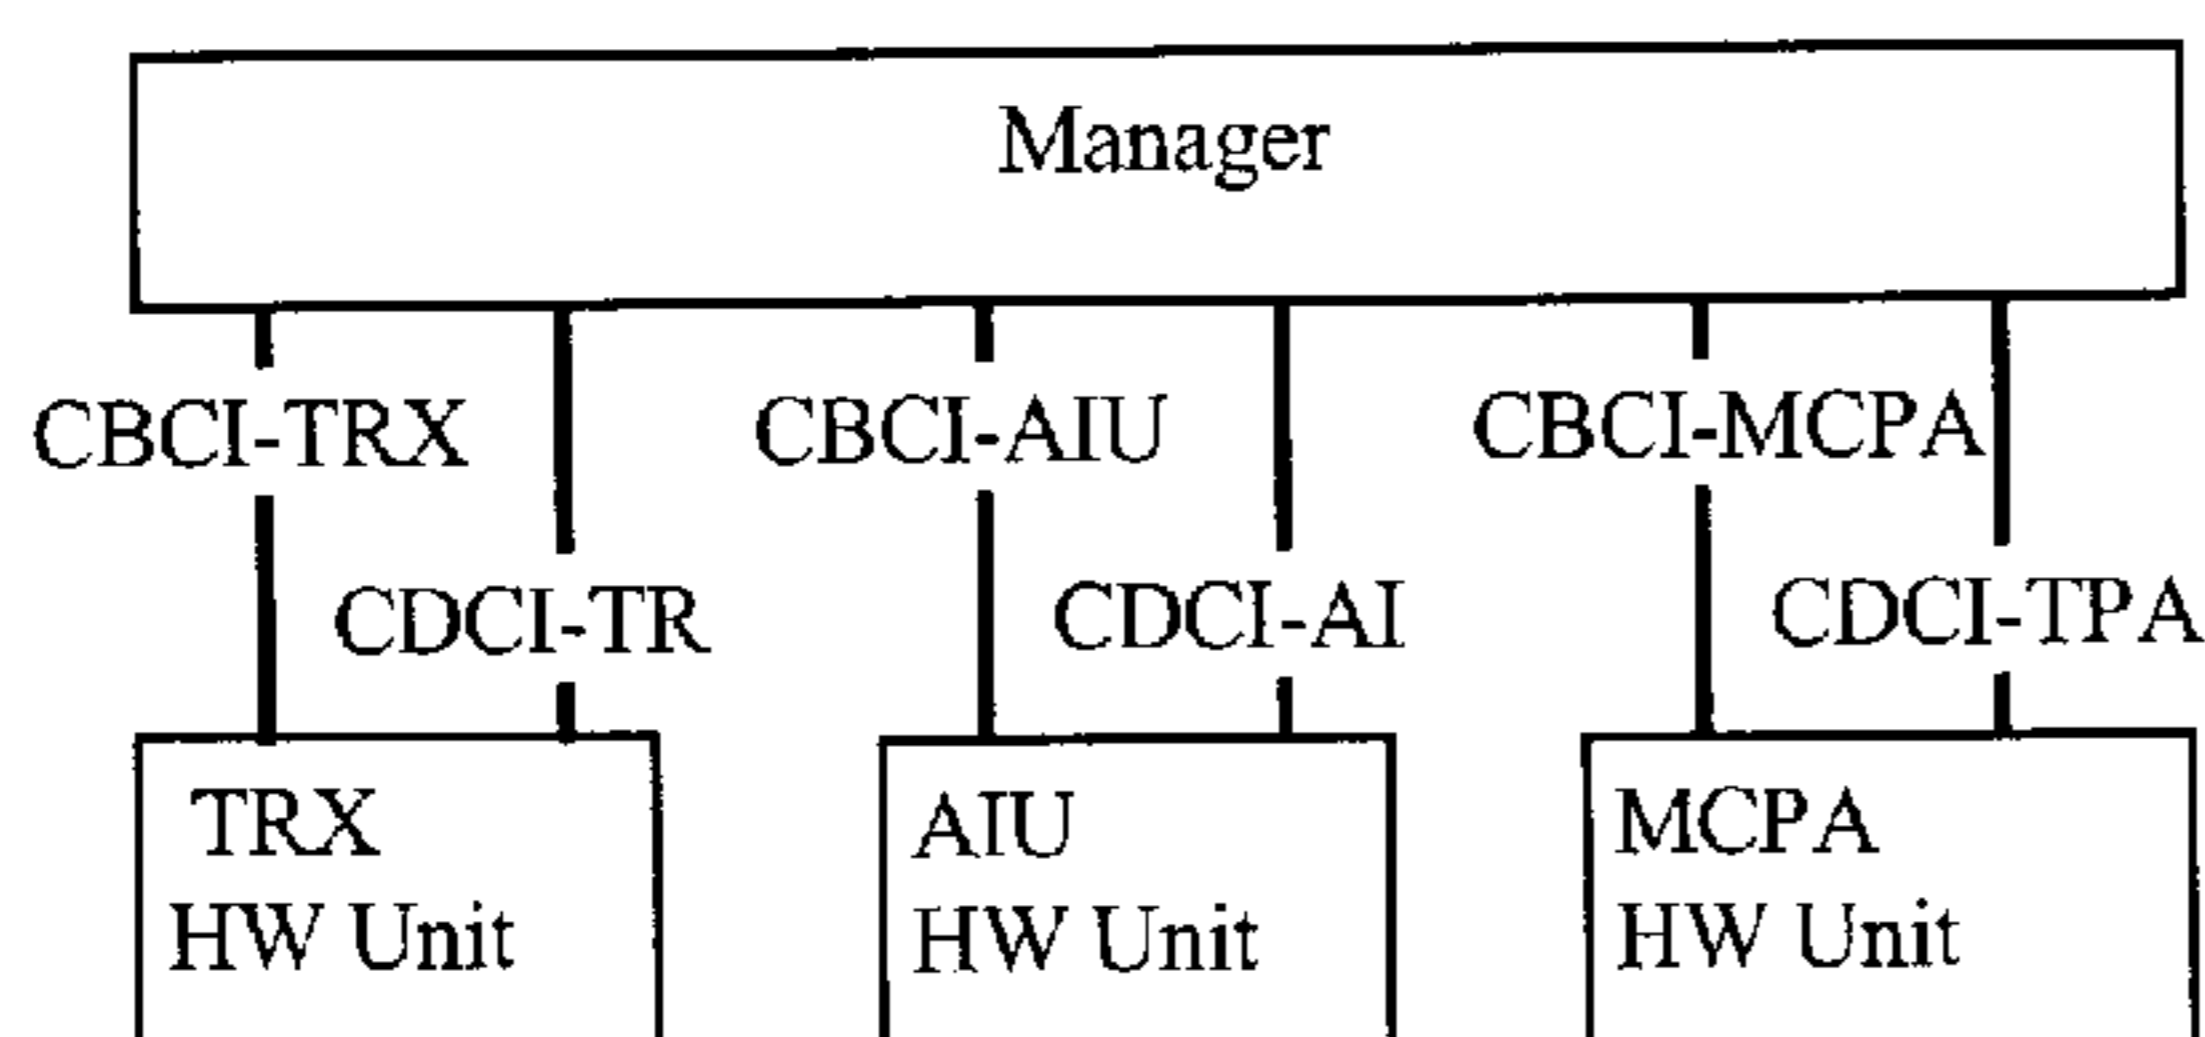 Manager
CBCI-TRX
CBCI-AIU
CBCI-MCPA
CDCI-TR
CDCI-AI
CDCI-TPA
TRX
HW Unit
AIU
HW Unit
MCPA
HW Unit